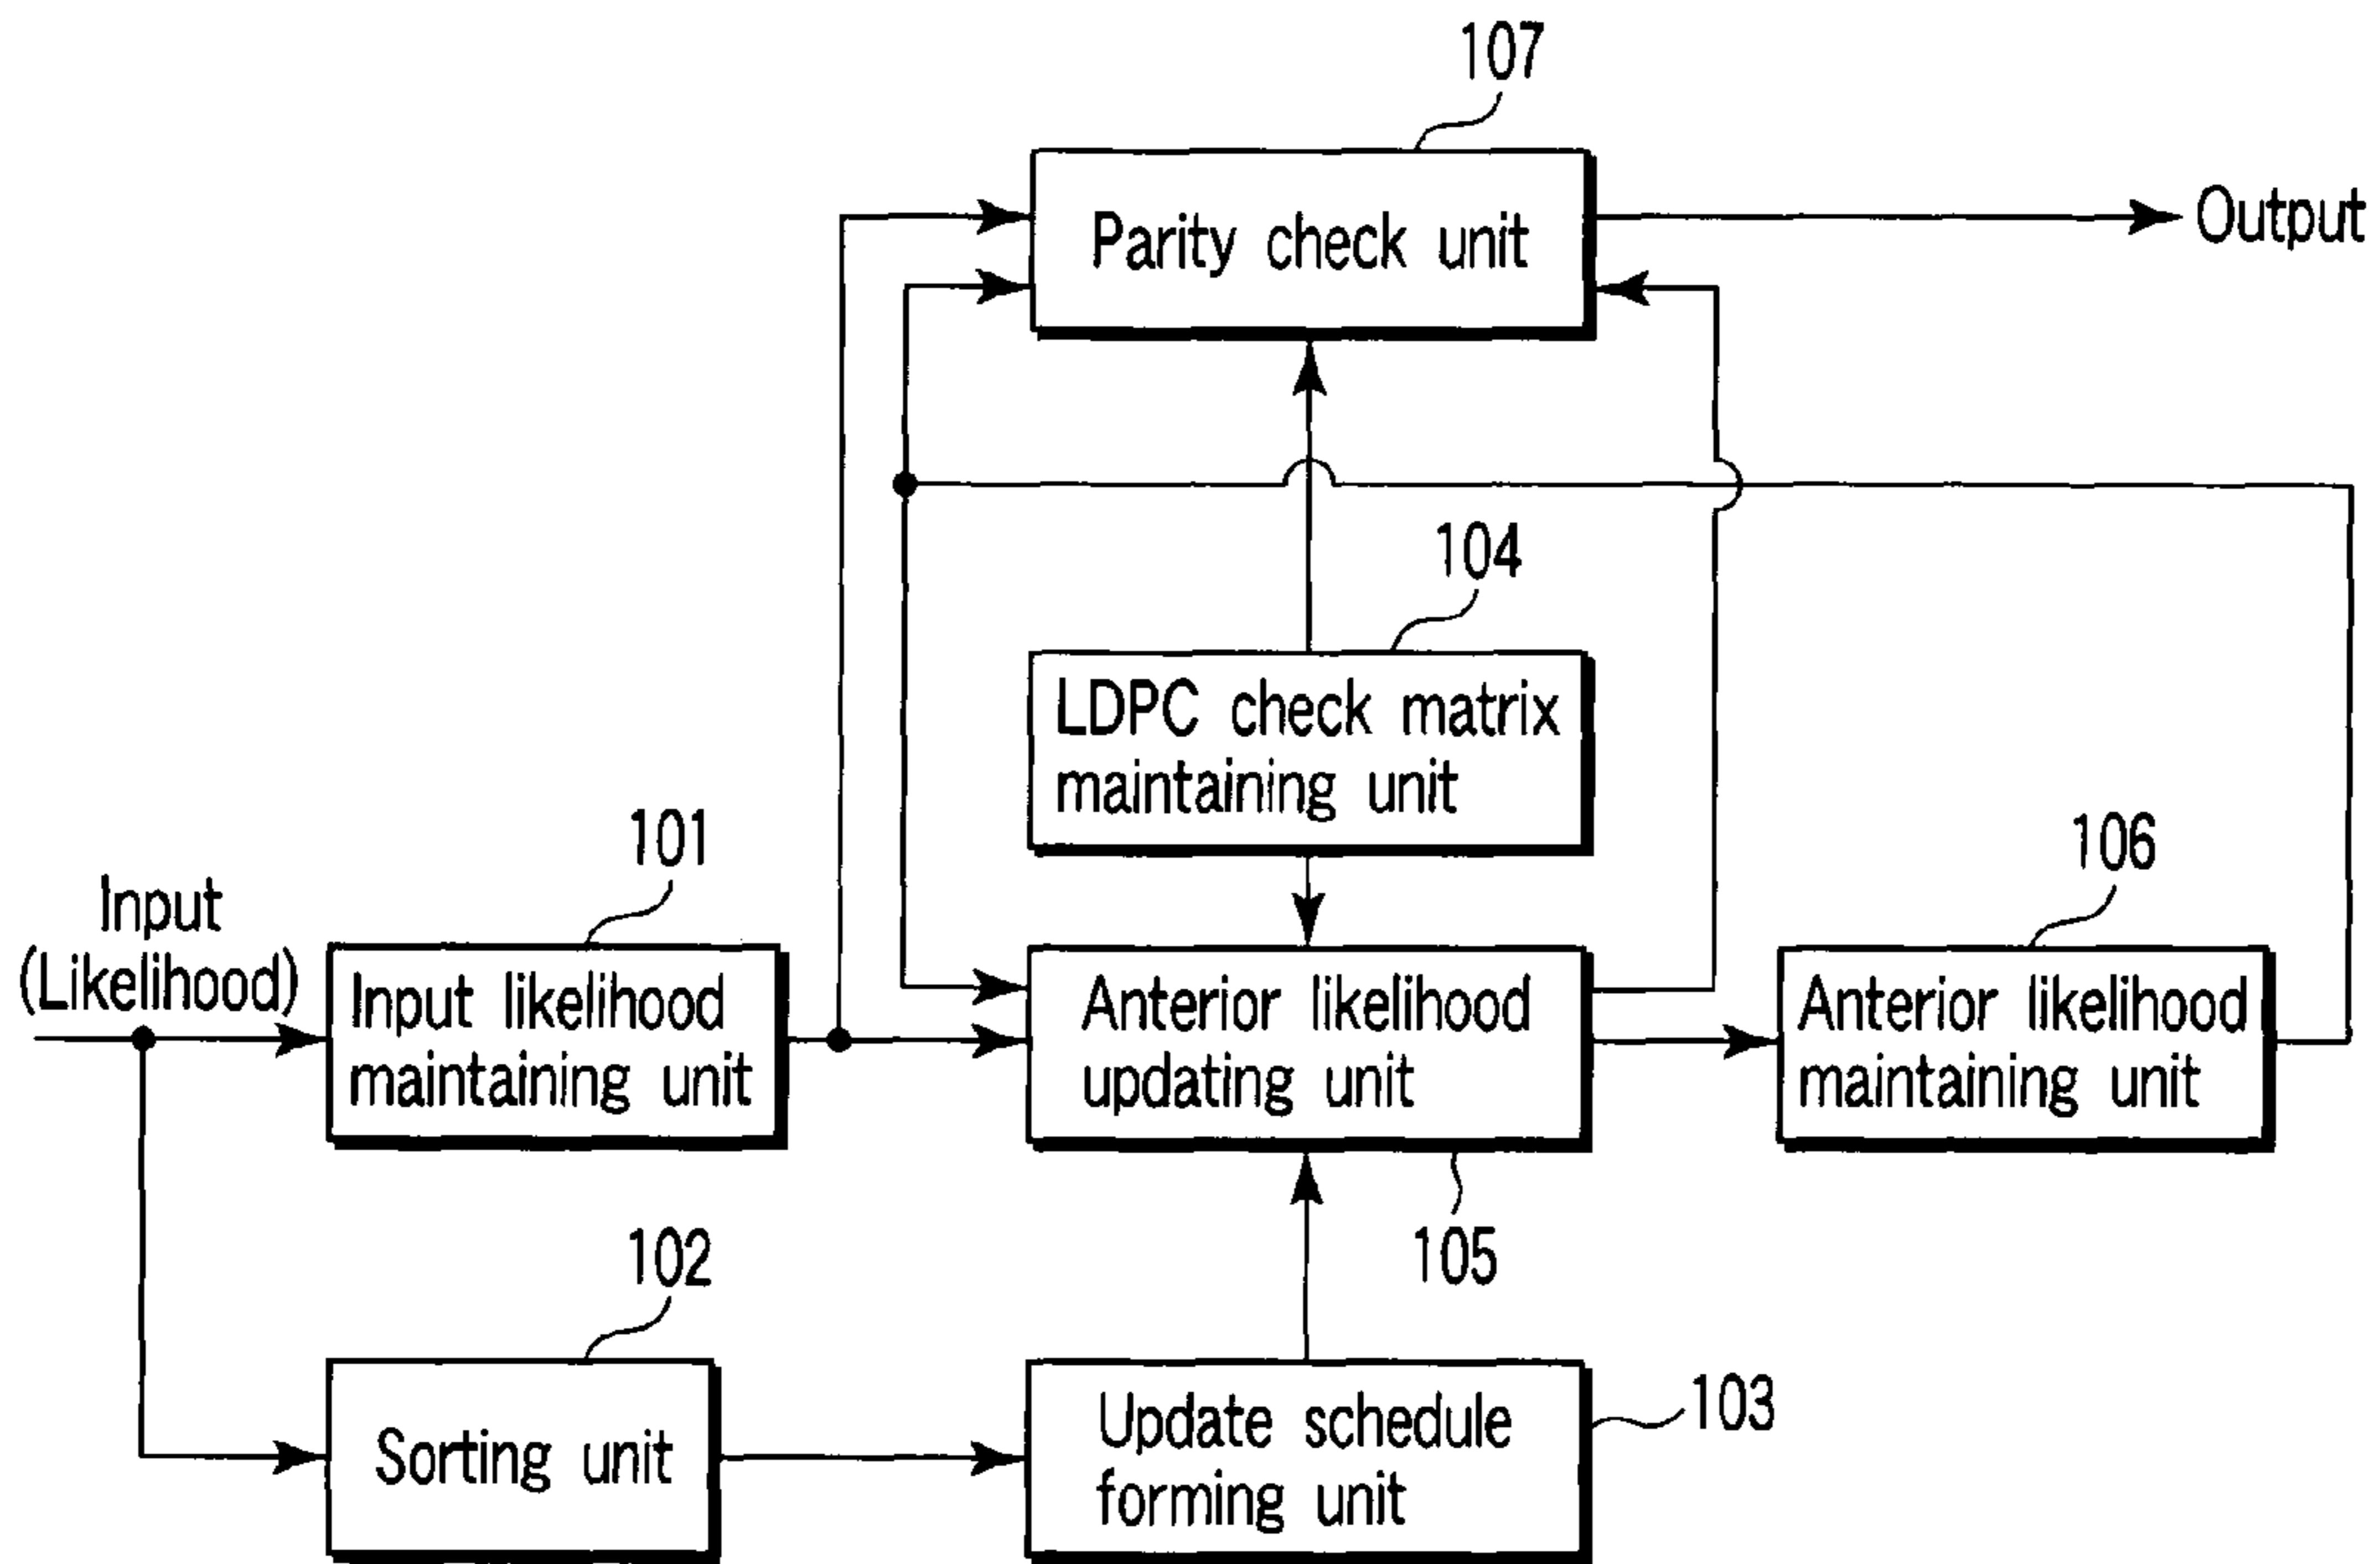 107
Parity check unit
Output
104
LDPC check matrix
maintaining unit
101
106
Input
(Likelihood)
Input likelihood
maintaining unit
Anterior likelihood
updating unit
Anterior likelihood
maintaining unit
102
105
Sorting unit
Update schedule
forming unit
103